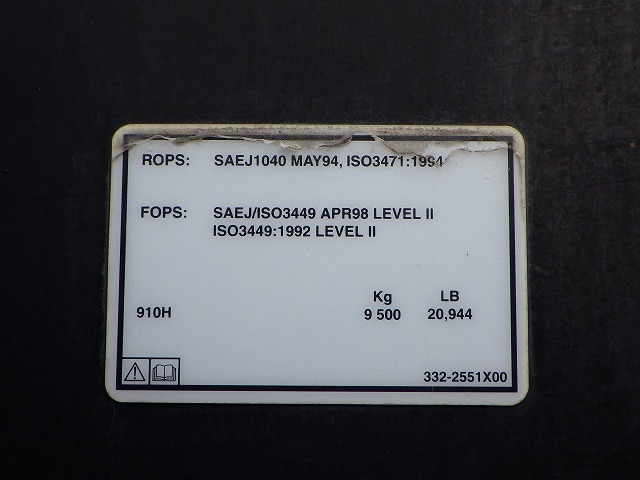 ROPS: SAEJ1040 MAY94, ISO3471:1994
FOPS: SAEJ/ISO3449 APR98 LEVEL II
ISO3449:1992 LEVEL II
Kg LB
910H 9 500 20,944
332-2551X00